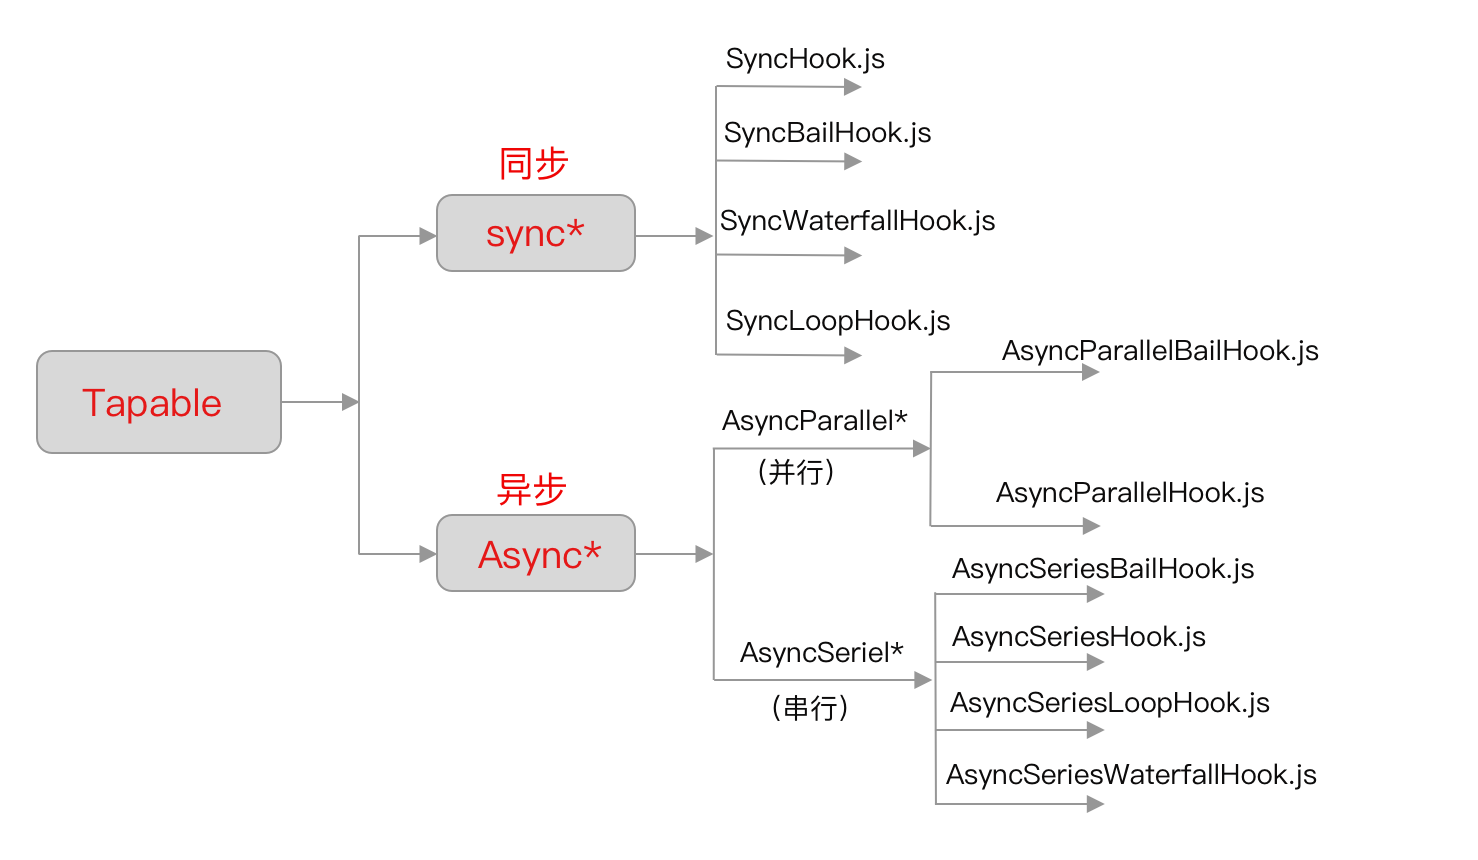 Tapable
同步
sync*
SyncHook.js
SyncBailHook.js
SyncWaterfallHook.js
SyncLoopHook.js
异步
Async*
AsyncParallel*
（并行）
AsyncParallelBailHook.js
AsyncParallelHook.js
AsyncSeriel*
（串行）
AsyncSeriesBailHook.js
AsyncSeriesHook.js
AsyncSeriesLoopHook.js
AsyncSeriesWaterfallHook.js